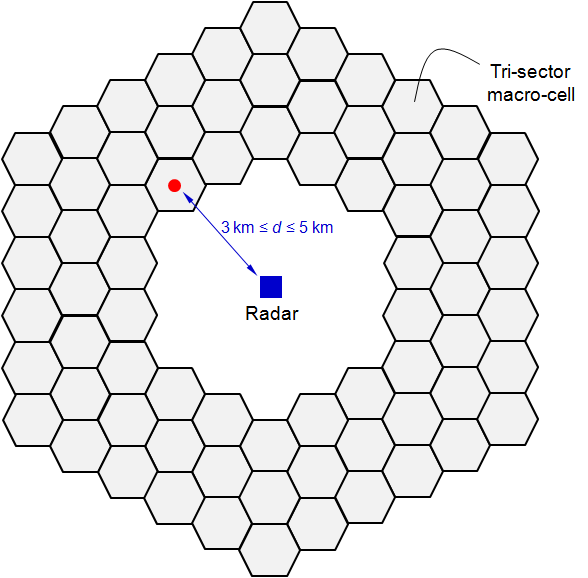 Tri-sector
macro-cell
3 km ≤ d ≤ 5 km
Radar